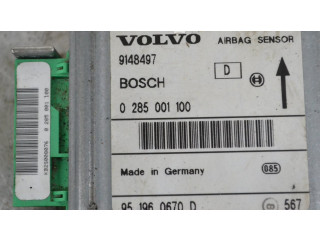 VOLVO AIRBAG SENSOR
9148497
D
BOSCH
0 285 001 100
Made in Germany
085
95 196 0670 D
567